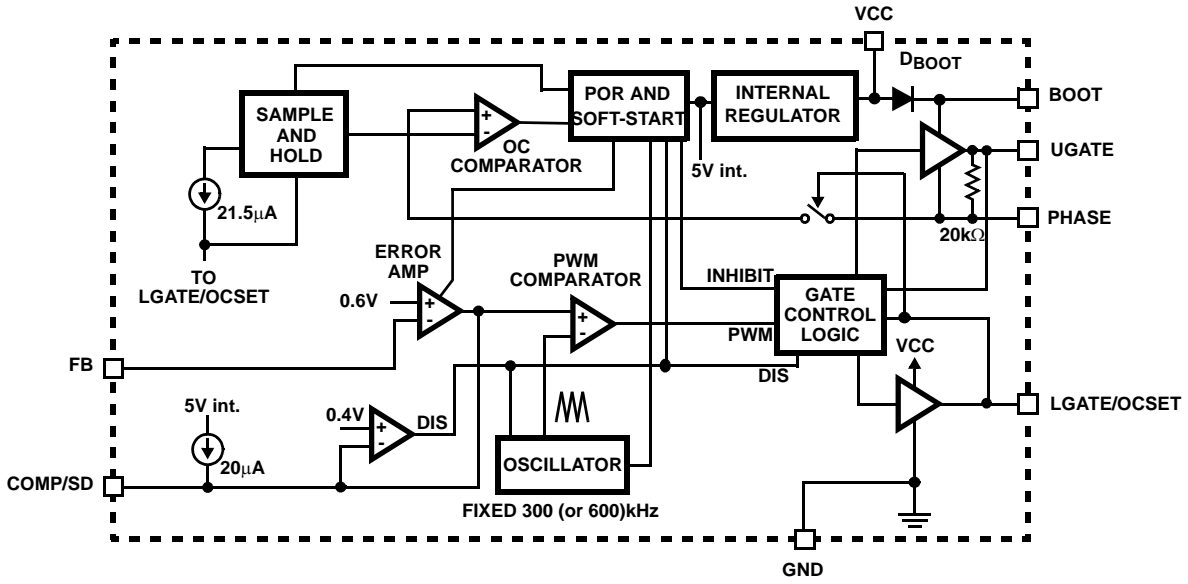 VCC
D_BOOT
SAMPLE
AND
HOLD
+
-
OC
COMPARATOR
POR AND
SOFT-START
INTERNAL
REGULATOR
5V int.
BOOT
UGATE
PHASE
20kΩ
21.5μA
TO
LGATE/OCSET
ERROR
AMP
0.6V
+
-
PWM
COMPARATOR
+
-
INHIBIT
PWM
DIS
GATE
CONTROL
LOGIC
VCC
LGATE/OCSET
FB
5V int.
20μA
0.4V
+
-
DIS
COMP/SD
OSCILLATOR
FIXED 300 (or 600)kHz
GND